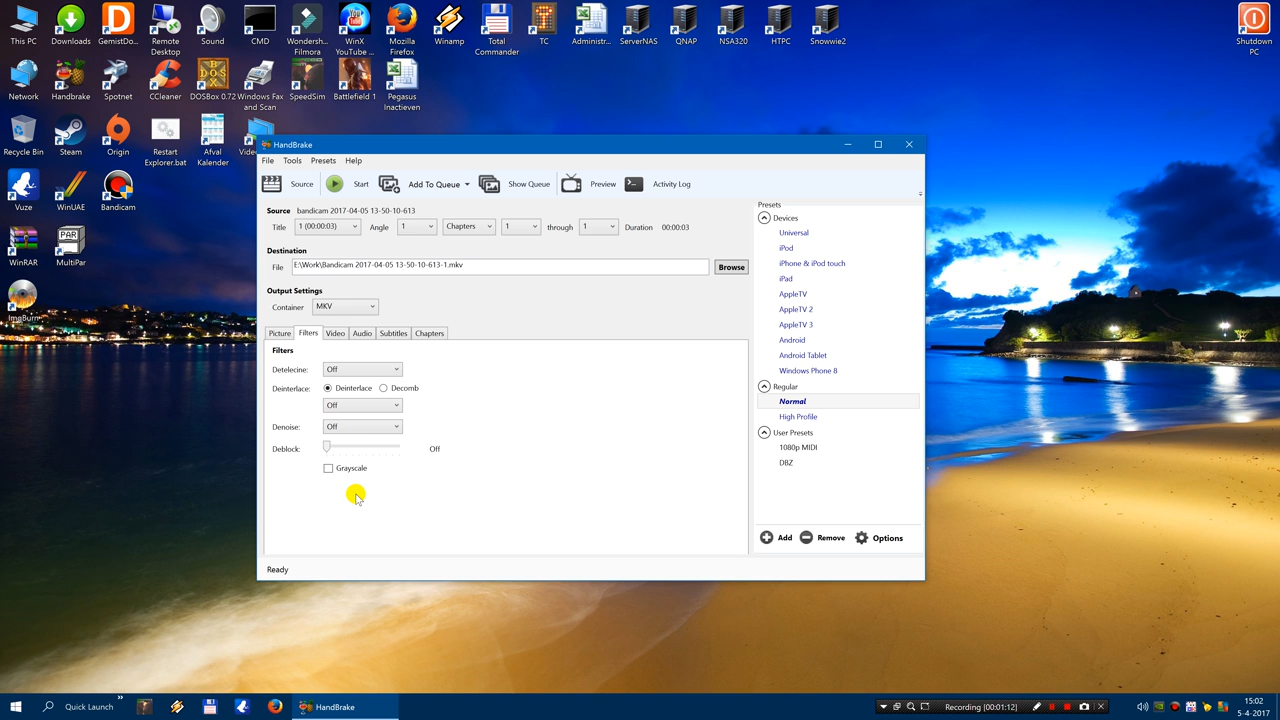 This PC
Downloads
GemistDo...
Remote
Desktop
Sound
CMD
Wondersh...
Filmora
WinX
YouTube ...
Mozilla
Firefox
Winamp
Total
Commander
TC
Administr...
ServerNAS
QNAP
NSA320
HTPC
Snowwie2
Shutdown
PC
Network
Handbrake
Spotnet
CCleaner
DOSBox 0.72
Windows Fax
and Scan
SpeedSim
Battlefield 1
Pegasus
Inactieven
Recycle Bin
Steam
Origin
Restart
Explorer.bat
Afval
Kalender
Vuze
WinUAE
Bandicam
WinRAR
MultiPar
ImgBurn
HandBrake
File Tools Presets Help
Source Start Add To Queue Show Queue Preview Activity Log
Source bandicam 2017-04-05 13-50-10-613
Title 1 (00:00:03) Angle 1 Chapters 1 through 1 Duration 00:00:03
Destination
File E:\Work\Bandicam 2017-04-05 13-50-10-613-1.mkv Browse
Output Settings
Container MKV
Picture Filters Video Audio Subtitles Chapters
Filters
Detelecine: Off
Deinterlace: Deinterlace Decomb
Off
Denoise: Off
Deblock: Off
Grayscale
Ready
Presets
Devices
Universal
iPod
iPhone & iPod touch
iPad
AppleTV
AppleTV 2
AppleTV 3
Android
Android Tablet
Windows Phone 8
Regular
Normal
High Profile
User Presets
1080p MIDI
DBZ
Add Remove Options
Quick Launch
»
HandBrake
Recording [00:01:12]
15:02
5-4-2017